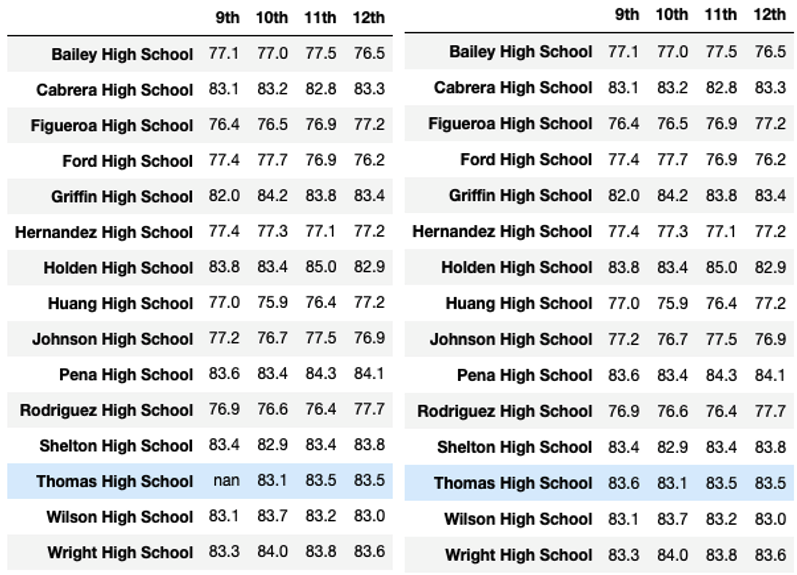 9th 10th 11th 12th
Bailey High School 77.1 77.0 77.5 76.5
Cabrera High School 83.1 83.2 82.8 83.3
Figueroa High School 76.4 76.5 76.9 77.2
Ford High School 77.4 77.7 76.9 76.2
Griffin High School 82.0 84.2 83.8 83.4
Hernandez High School 77.4 77.3 77.1 77.2
Holden High School 83.8 83.4 85.0 82.9
Huang High School 77.0 75.9 76.4 77.2
Johnson High School 77.2 76.7 77.5 76.9
Pena High School 83.6 83.4 84.3 84.1
Rodriguez High School 76.9 76.6 76.4 77.7
Shelton High School 83.4 82.9 83.4 83.8
Thomas High School nan 83.1 83.5 83.5
Wilson High School 83.1 83.7 83.2 83.0
Wright High School 83.3 84.0 83.8 83.6
9th 10th 11th 12th
Bailey High School 77.1 77.0 77.5 76.5
Cabrera High School 83.1 83.2 82.8 83.3
Figueroa High School 76.4 76.5 76.9 77.2
Ford High School 77.4 77.7 76.9 76.2
Griffin High School 82.0 84.2 83.8 83.4
Hernandez High School 77.4 77.3 77.1 77.2
Holden High School 83.8 83.4 85.0 82.9
Huang High School 77.0 75.9 76.4 77.2
Johnson High School 77.2 76.7 77.5 76.9
Pena High School 83.6 83.4 84.3 84.1
Rodriguez High School 76.9 76.6 76.4 77.7
Shelton High School 83.4 82.9 83.4 83.8
Thomas High School 83.6 83.1 83.5 83.5
Wilson High School 83.1 83.7 83.2 83.0
Wright High School 83.3 84.0 83.8 83.6